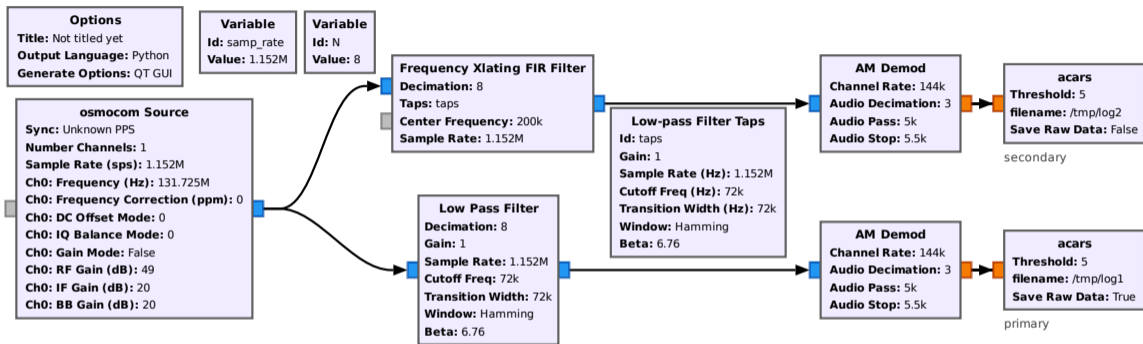 Options
Title: Not titled yet
Output Language: Python
Generate Options: QT GUI
Variable
Id: samp_rate
Value: 1.152M
Variable
Id: N
Value: 8
osmocom Source
Sync: Unknown PPS
Number Channels: 1
Sample Rate (sps): 1.152M
Ch0: Frequency (Hz): 131.725M
Ch0: Frequency Correction (ppm): 0
Ch0: DC Offset Mode: 0
Ch0: IQ Balance Mode: 0
Ch0: Gain Mode: False
Ch0: RF Gain (dB): 49
Ch0: IF Gain (dB): 20
Ch0: BB Gain (dB): 20
Frequency Xlating FIR Filter
Decimation: 8
Taps: taps
Center Frequency: 200k
Sample Rate: 1.152M
Low Pass Filter
Decimation: 8
Gain: 1
Sample Rate: 1.152M
Cutoff Freq: 72k
Transition Width: 72k
Window: Hamming
Beta: 6.76
Low-pass Filter Taps
Id: taps
Gain: 1
Sample Rate (Hz): 1.152M
Cutoff Freq (Hz): 72k
Transition Width (Hz): 72k
Window: Hamming
Beta: 6.76
AM Demod
Channel Rate: 144k
Audio Decimation: 3
Audio Pass: 5k
Audio Stop: 5.5k
acars
Threshold: 5
filename: /tmp/log2
Save Raw Data: False
secondary
AM Demod
Channel Rate: 144k
Audio Decimation: 3
Audio Pass: 5k
Audio Stop: 5.5k
acars
Threshold: 5
filename: /tmp/log1
Save Raw Data: True
primary